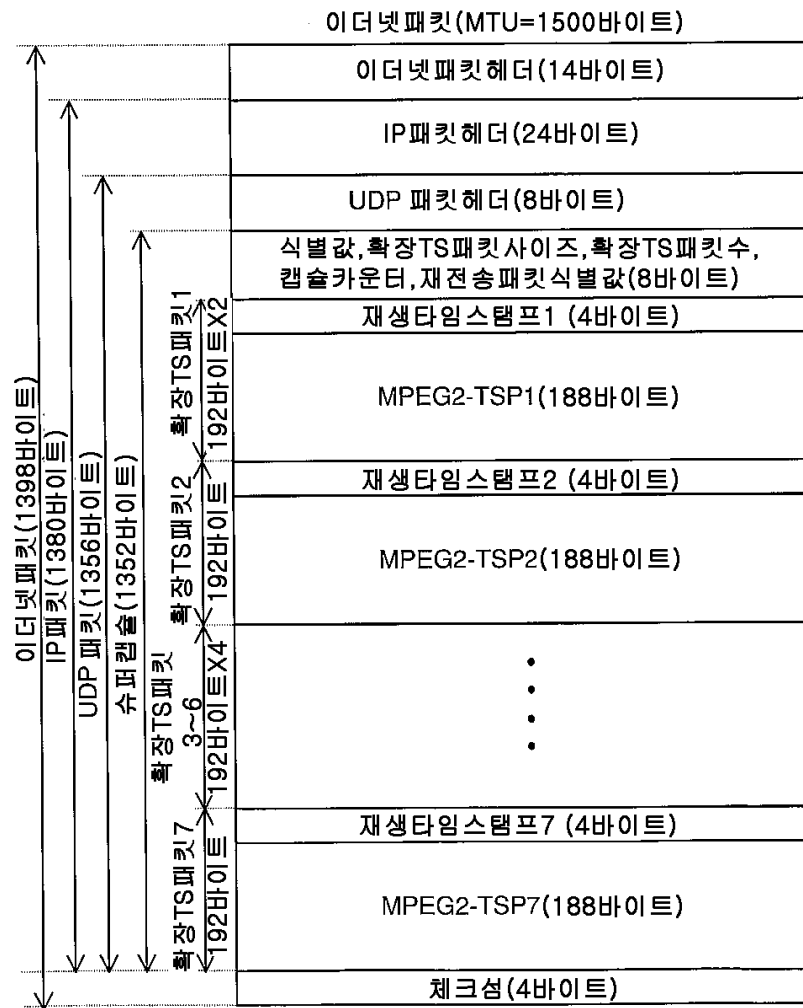 이더넷패킷(MTU=1500바이트)
이더넷패킷헤더(14바이트)
IP패킷헤더(24바이트)
UDP 패킷헤더(8바이트)
식별값,확장TS패킷사이즈,확장TS패킷수,
캡슐카운터,재전송패킷식별값(8바이트)
재생타임스탬프1 (4바이트)
MPEG2-TSP1(188바이트)
재생타임스탬프2 (4바이트)
MPEG2-TSP2(188바이트)
재생타임스탬프7 (4바이트)
MPEG2-TSP7(188바이트)
체크섬(4바이트)
이더넷패킷(1398바이트)
IP패킷(1380바이트)
UDP 패킷(1356바이트)
슈퍼캡슐(1352바이트)
확장TS패킷1
192바이트X2
확장TS패킷2
192바이트
확장TS패킷
3~6
192바이트X4
확장TS패킷7
192바이트